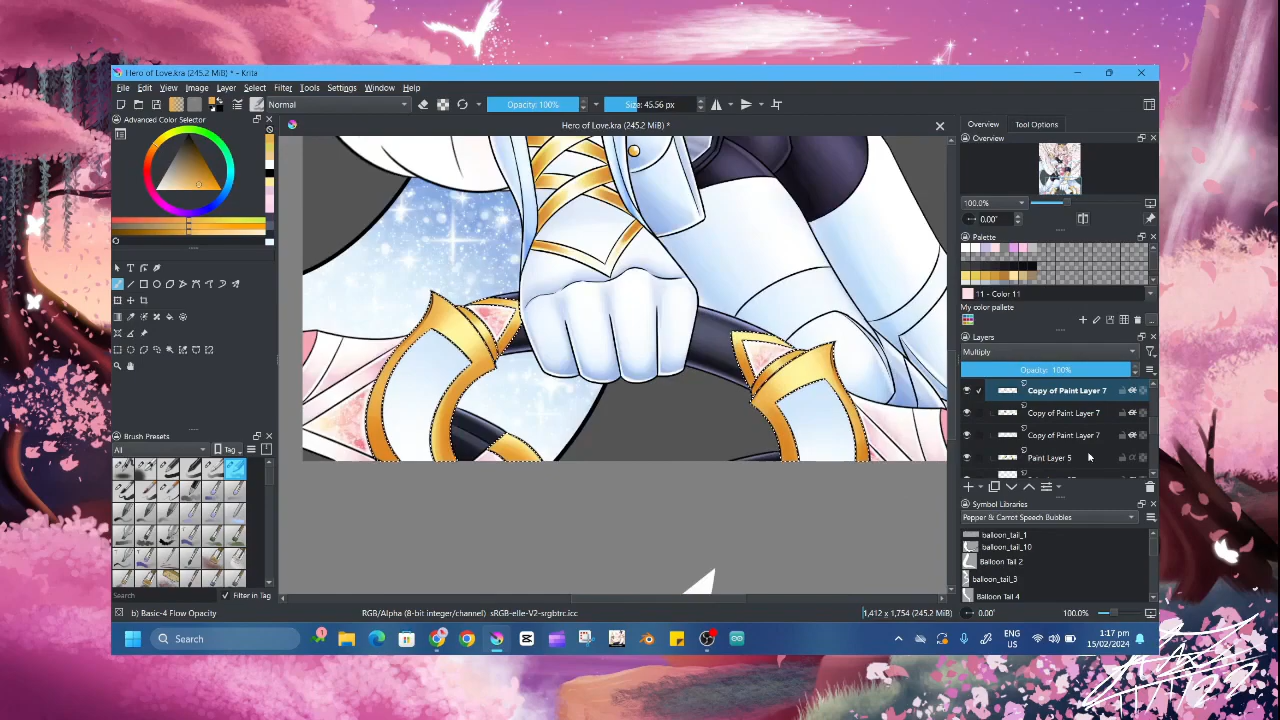 Hero of Love.kra (245.2 MiB) * - Krita
File Edit View Image Layer Select Filter Tools Settings Window Help
Normal
Opacity: 100%
Size: 45.56 px
Advanced Color Selector
Hero of Love.kra (245.2 MiB) *
Overview Tool Options
Overview
100.0%
0.00°
Palette
11 - Color 11
My color palette
...
Layers
Multiply
Opacity: 100%
Copy of Paint Layer 7
Copy of Paint Layer 7
Copy of Paint Layer 7
Paint Layer 5
Symbol Libraries
Pepper & Carrot Speech Bubbles
balloon_tail_1
balloon_tail_10
Balloon Tail 2
balloon_tail_3
Balloon Tail 4
Brush Presets
All
Tag
Search
Filter in Tag
b) Basic-4 Flow Opacity
RGB/Alpha (8-bit integer/channel) sRGB-elle-V2-srgbtrc.icc
1,412 x 1,754 (245.2 MiB)
0.00°
100.0%
Search
ENG
US
1:17 pm
15/02/2024